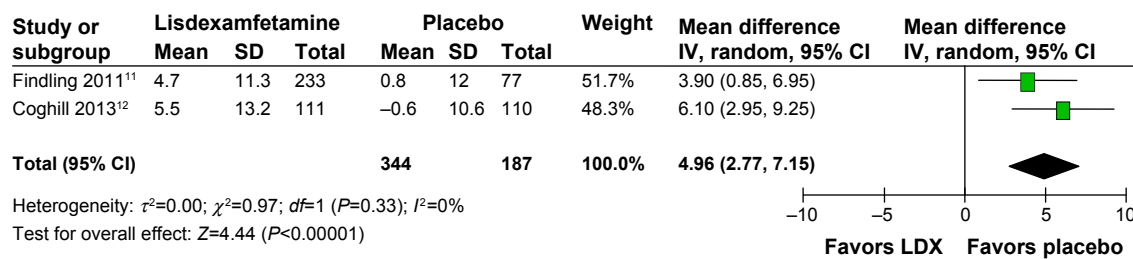 Study or subgroup Lisdexamfetamine Placebo Weight Mean difference IV, random, 95% CI Mean difference IV, random, 95% CI
Mean SD Total Mean SD Total
Findling 2011¹¹ 4.7 11.3 233 0.8 12 77 51.7% 3.90 (0.85, 6.95)
Coghill 2013¹² 5.5 13.2 111 –0.6 10.6 110 48.3% 6.10 (2.95, 9.25)
Total (95% CI) 344 187 100.0% 4.96 (2.77, 7.15)
Heterogeneity: τ²=0.00; χ²=0.97; df=1 (P=0.33); I²=0%
Test for overall effect: Z=4.44 (P<0.00001)
–10 –5 0 5 10
Favors LDX Favors placebo